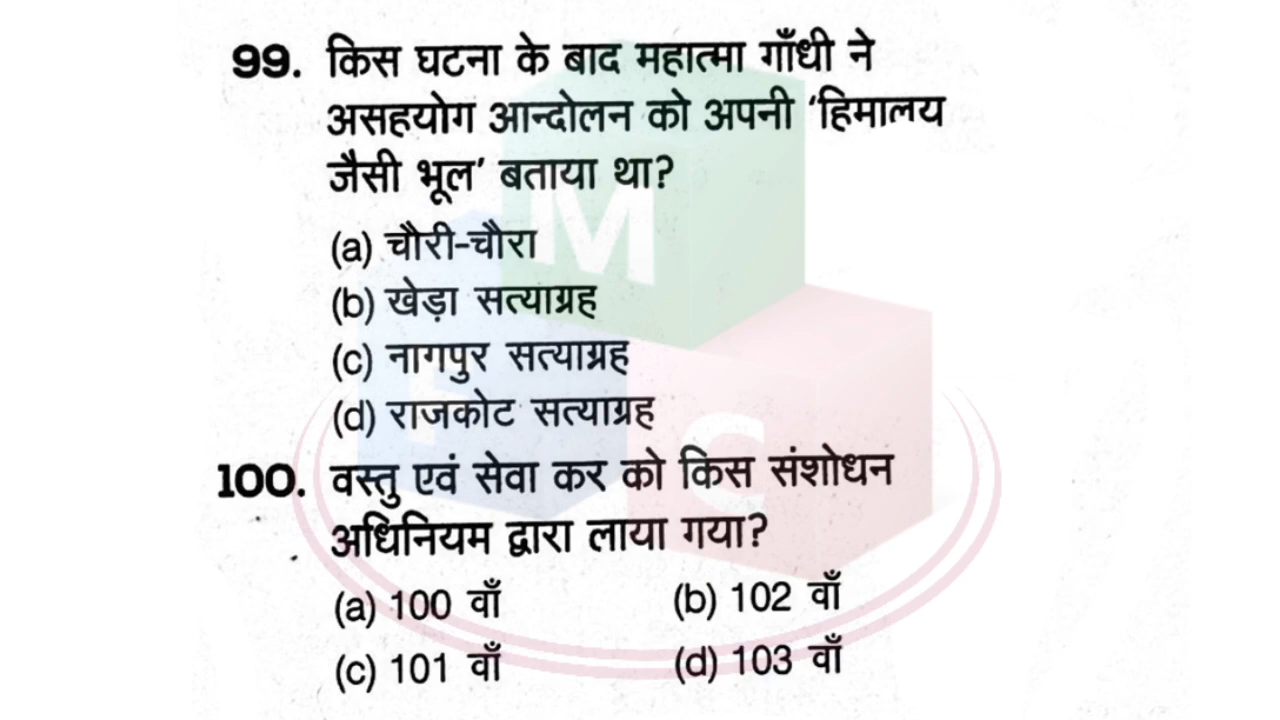 99. किस घटना के बाद महात्मा गाँधी ने
असहयोग आन्दोलन को अपनी ‘हिमालय
जैसी भूल’ बताया था?
(a) चौरी-चौरा
(b) खेड़ा सत्याग्रह
(c) नागपुर सत्याग्रह
(d) राजकोट सत्याग्रह
100. वस्तु एवं सेवा कर को किस संशोधन
अधिनियम द्वारा लाया गया?
(a) 100 वाँ (b) 102 वाँ
(c) 101 वाँ (d) 103 वाँ
M
C